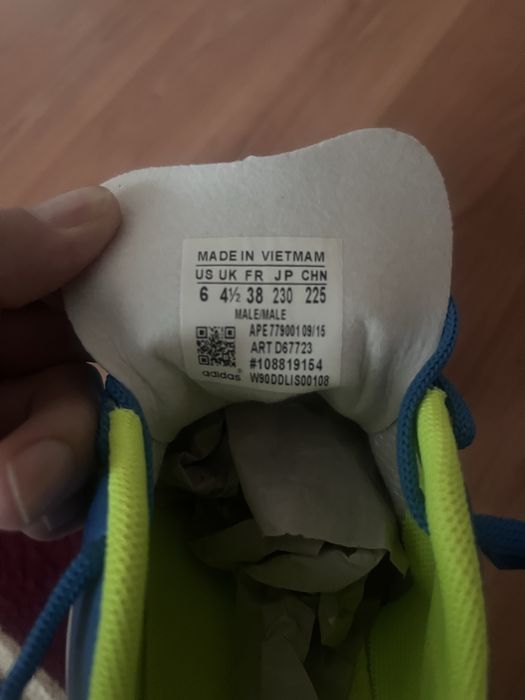 MADE IN VIETMAM
US UK FR JP CHN
6 4½ 38 230 225
MALE/MALE
APE 779001 09/15
ART D67723
#108819154
adidas® W90DDLIS00108